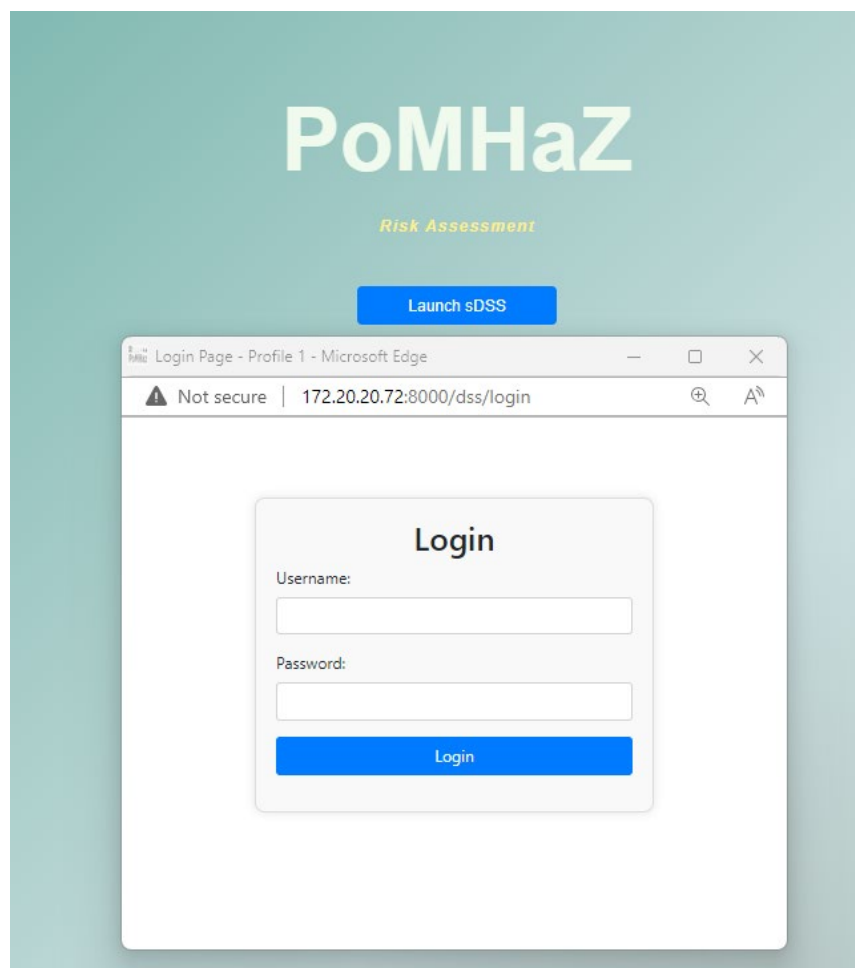 PoMHaZ
Risk Assessment
Launch sDSS
Login Page - Profile 1 - Microsoft Edge
Not secure | 172.20.20.72:8000/dss/login
Login
Username:
Password:
Login